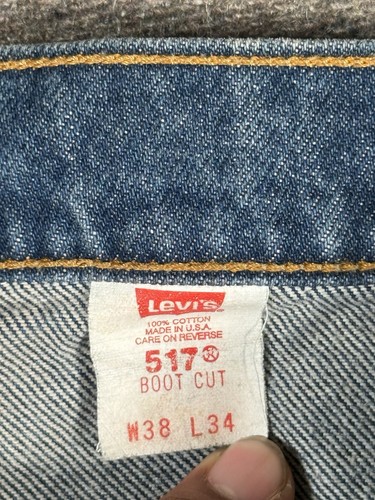 Levi's
100% COTTON
MADE IN U.S.A.
CARE ON REVERSE
517®
BOOT CUT
W38 L34